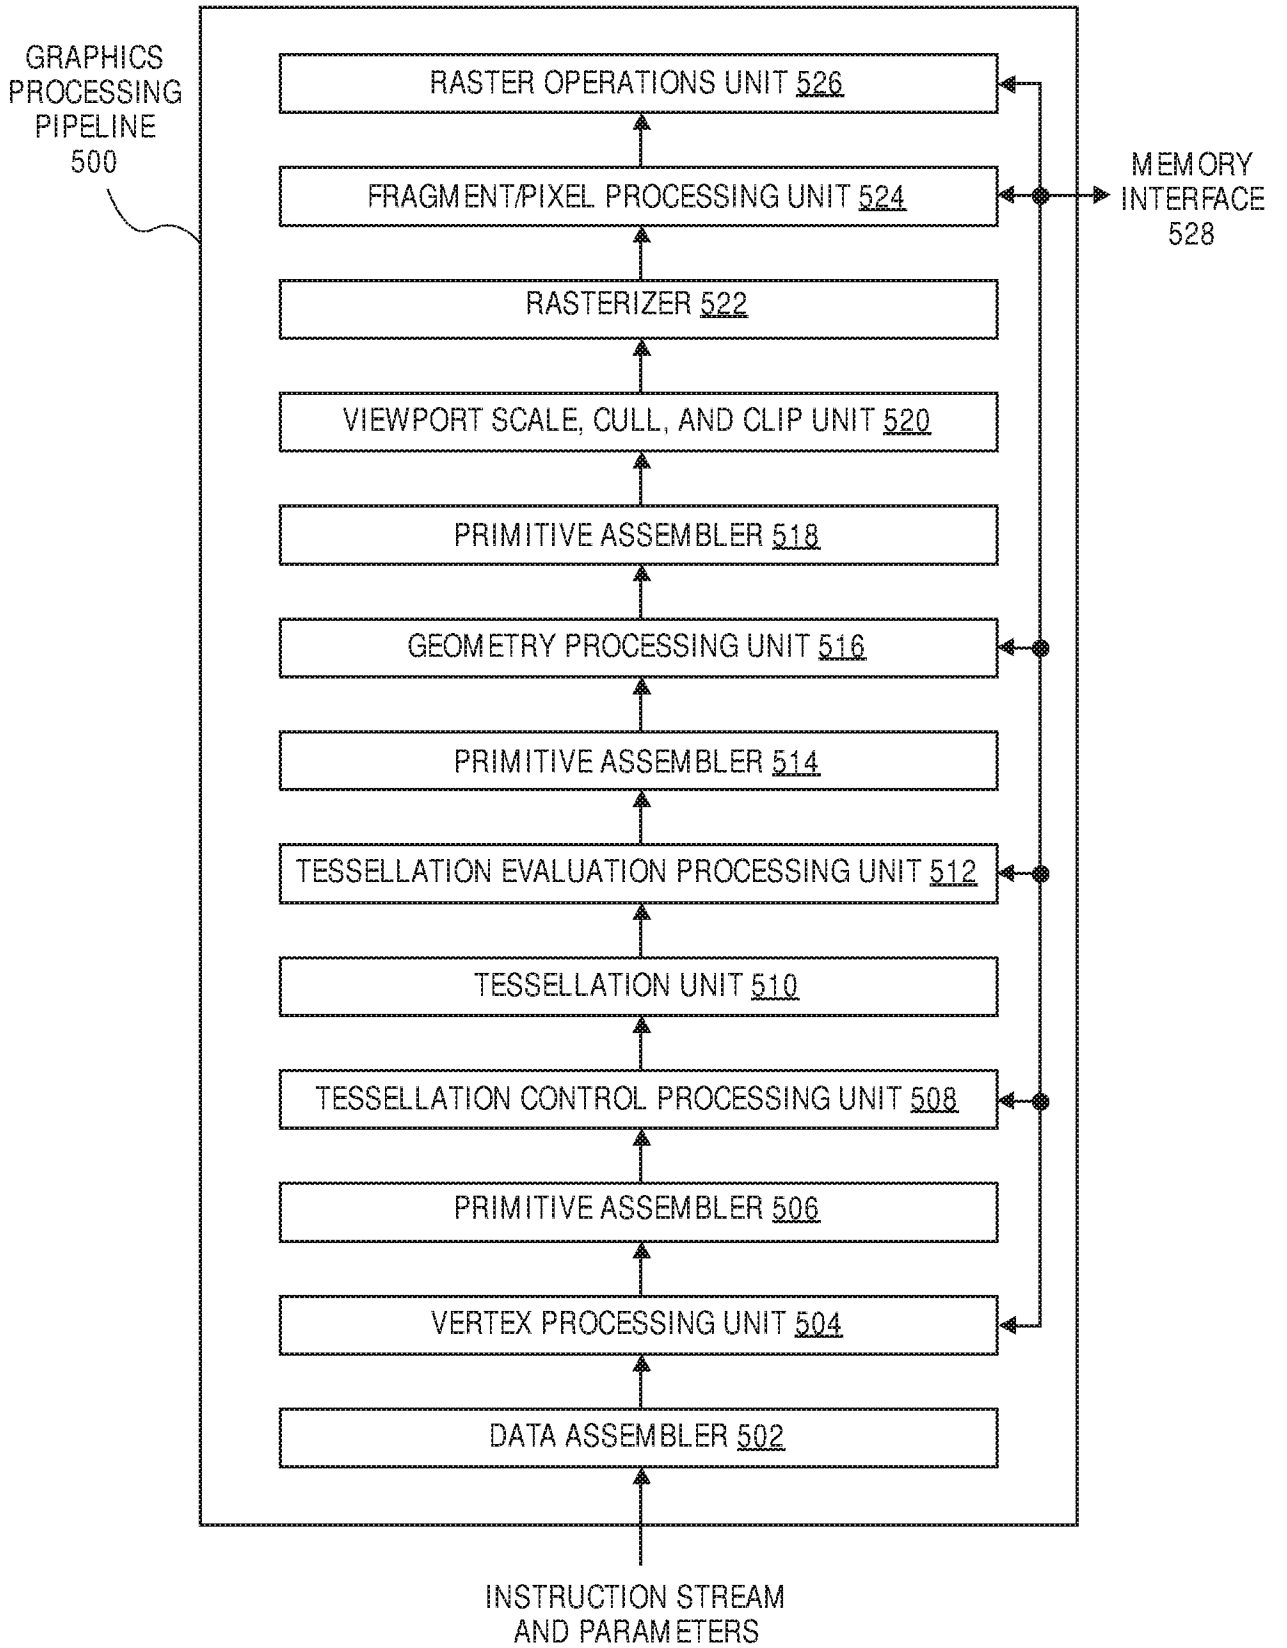 GRAPHICS
PROCESSING
PIPELINE
500
RASTER OPERATIONS UNIT 526
FRAGMENT/PIXEL PROCESSING UNIT 524
MEMORY
INTERFACE
528
RASTERIZER 522
VIEWPORT SCALE, CULL, AND CLIP UNIT 520
PRIMITIVE ASSEMBLER 518
GEOMETRY PROCESSING UNIT 516
PRIMITIVE ASSEMBLER 514
TESSELLATION EVALUATION PROCESSING UNIT 512
TESSELLATION UNIT 510
TESSELLATION CONTROL PROCESSING UNIT 508
PRIMITIVE ASSEMBLER 506
VERTEX PROCESSING UNIT 504
DATA ASSEMBLER 502
INSTRUCTION STREAM
AND PARAMETERS